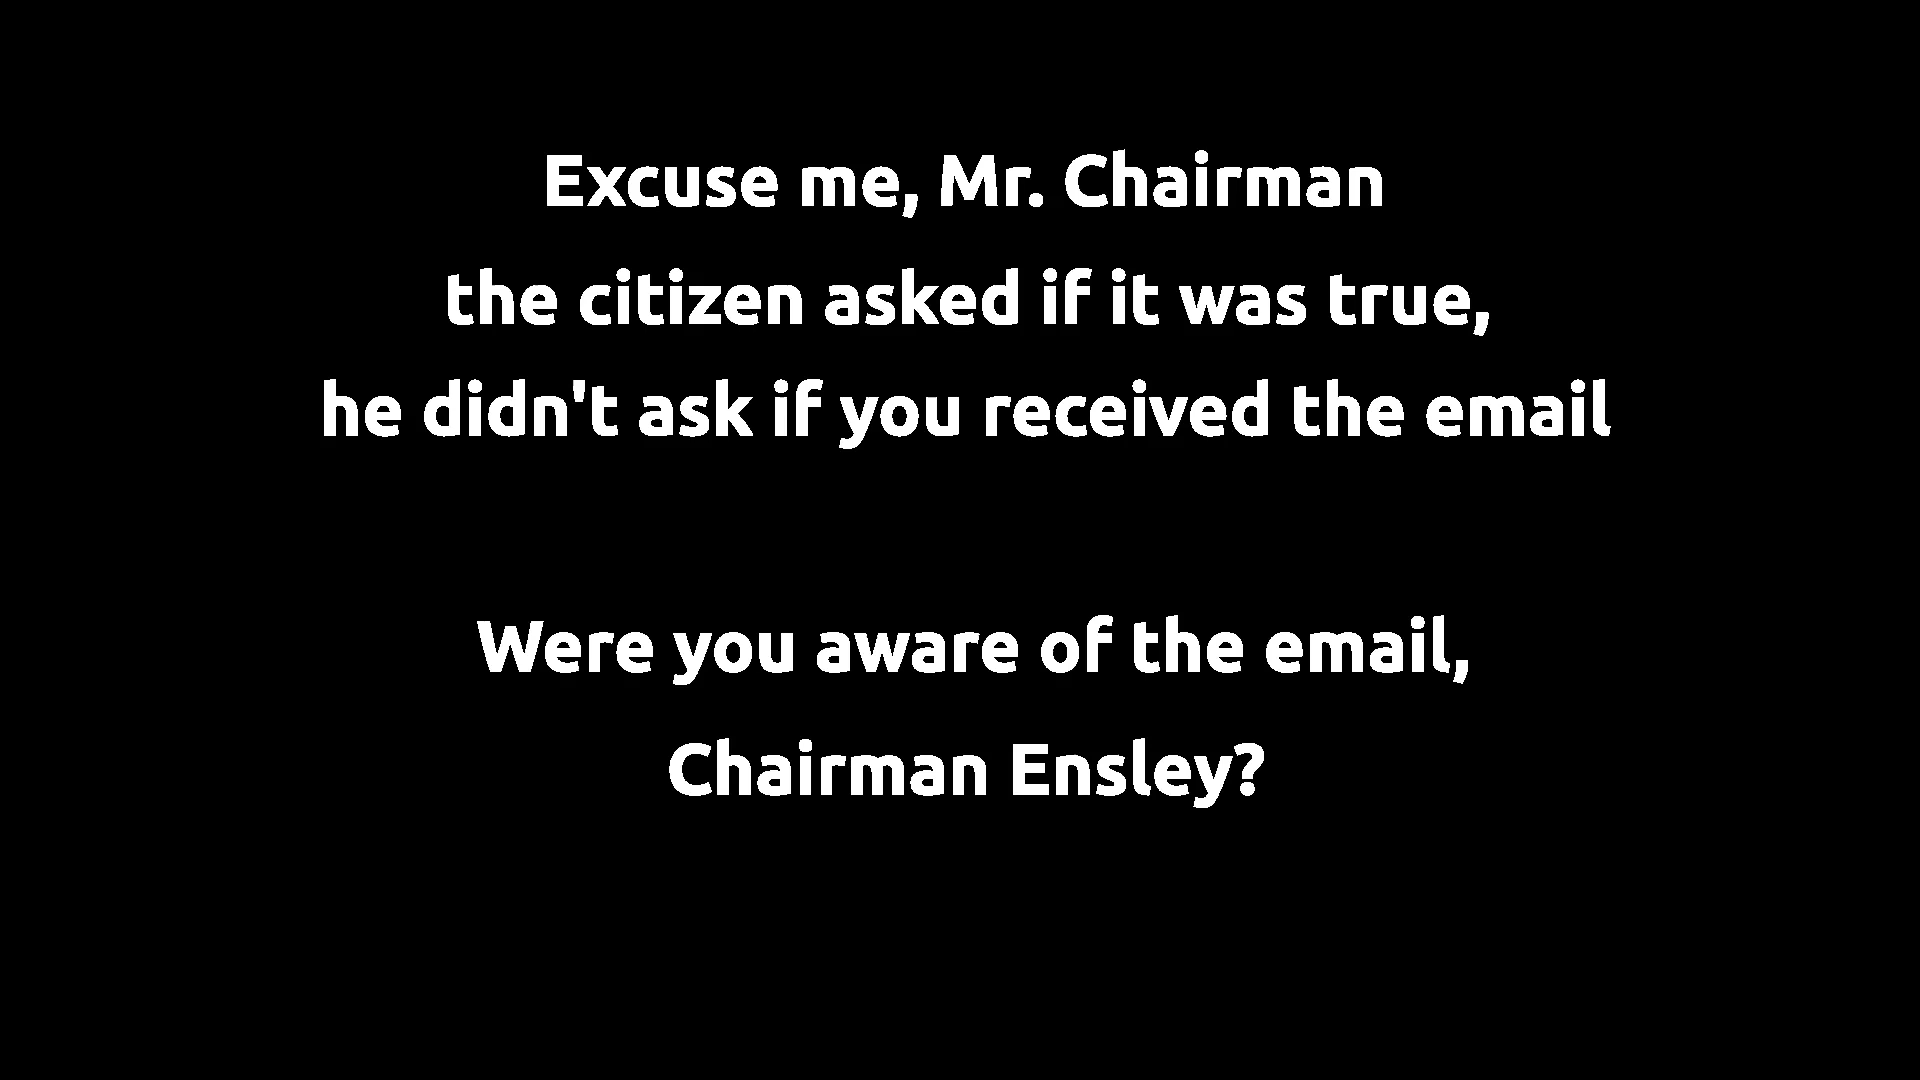 Excuse me, Mr. Chairman
the citizen asked if it was true,
he didn't ask if you received the email
Were you aware of the email,
Chairman Ensley?